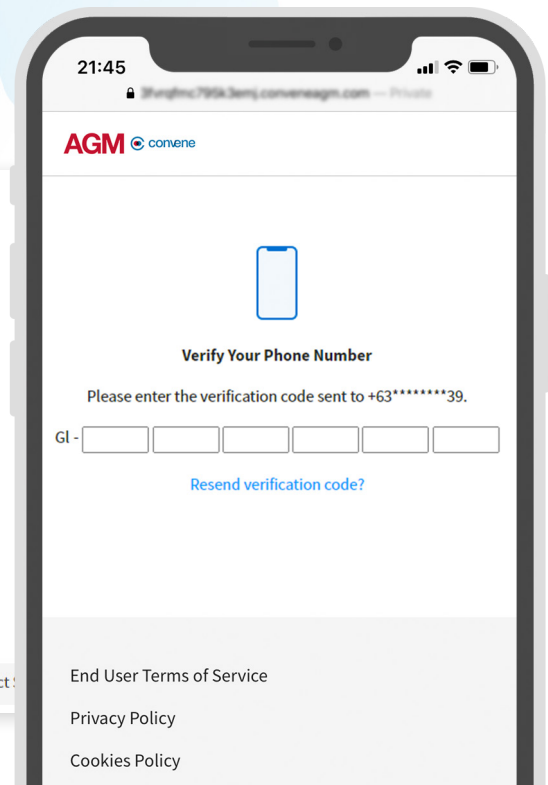 21:45
AGM convene
Verify Your Phone Number
Please enter the verification code sent to +63********39.
Gl -
Resend verification code?
End User Terms of Service
Privacy Policy
Cookies Policy